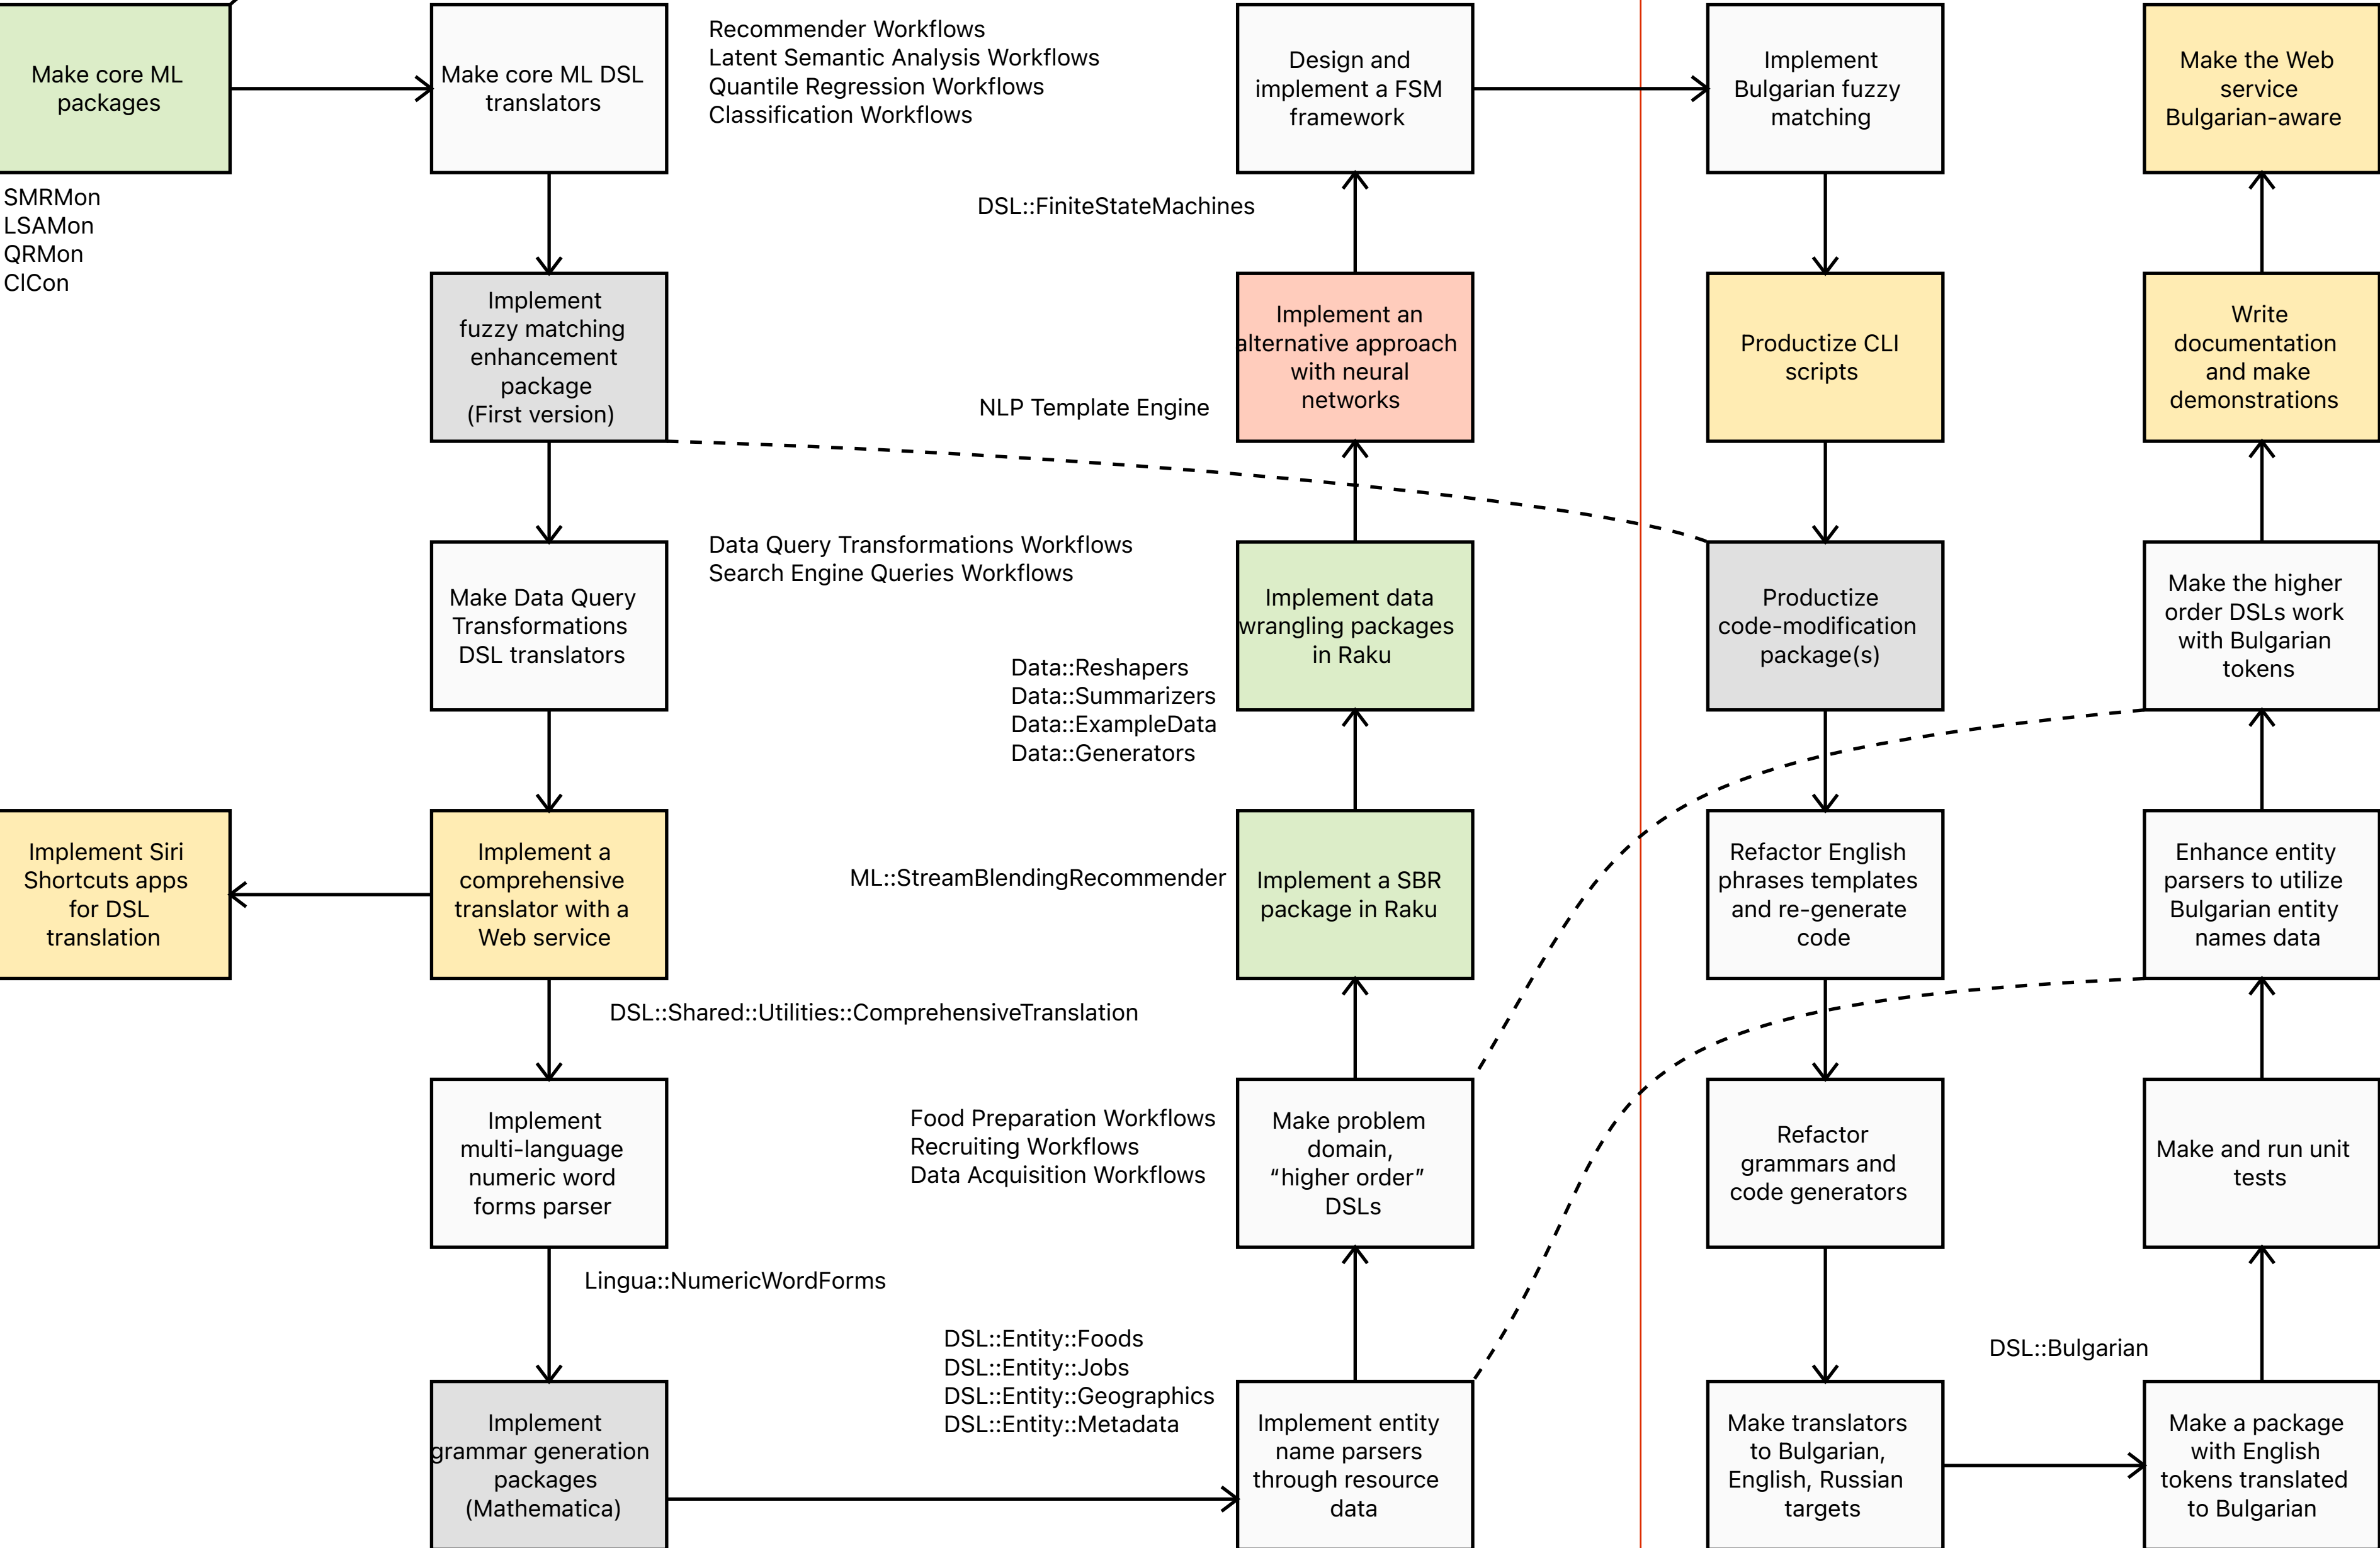 Make core ML
packages
SMRMon
LSAMon
QRMon
ClCon
Implement Siri
Shortcuts apps
for DSL
translation
Make core ML DSL
translators
Recommender Workflows
Latent Semantic Analysis Workflows
Quantile Regression Workflows
Classification Workflows
Implement
fuzzy matching
enhancement
package
(First version)
Make Data Query
Transformations
DSL translators
Data Query Transformations Workflows
Search Engine Queries Workflows
Implement a
comprehensive
translator with a
Web service
DSL::Shared::Utilities::ComprehensiveTranslation
Implement
multi-language
numeric word
forms parser
Lingua::NumericWordForms
Implement
grammar generation
packages
(Mathematica)
Design and
implement a FSM
framework
DSL::FiniteStateMachines
Implement an
alternative approach
with neural
networks
NLP Template Engine
Implement data
wrangling packages
in Raku
Data::Reshapers
Data::Summarizers
Data::ExampleData
Data::Generators
Implement a SBR
package in Raku
ML::StreamBlendingRecommender
Make problem
domain,
“higher order”
DSLs
Food Preparation Workflows
Recruiting Workflows
Data Acquisition Workflows
DSL::Entity::Foods
DSL::Entity::Jobs
DSL::Entity::Geographics
DSL::Entity::Metadata
Implement entity
name parsers
through resource
data
Implement
Bulgarian fuzzy
matching
Productize CLI
scripts
Productize
code-modification
package(s)
Refactor English
phrases templates
and re-generate
code
Refactor
grammars and
code generators
Make translators
to Bulgarian,
English, Russian
targets
DSL::Bulgarian
Make the Web
service
Bulgarian-aware
Write
documentation
and make
demonstrations
Make the higher
order DSLs work
with Bulgarian
tokens
Enhance entity
parsers to utilize
Bulgarian entity
names data
Make and run unit
tests
Make a package
with English
tokens translated
to Bulgarian